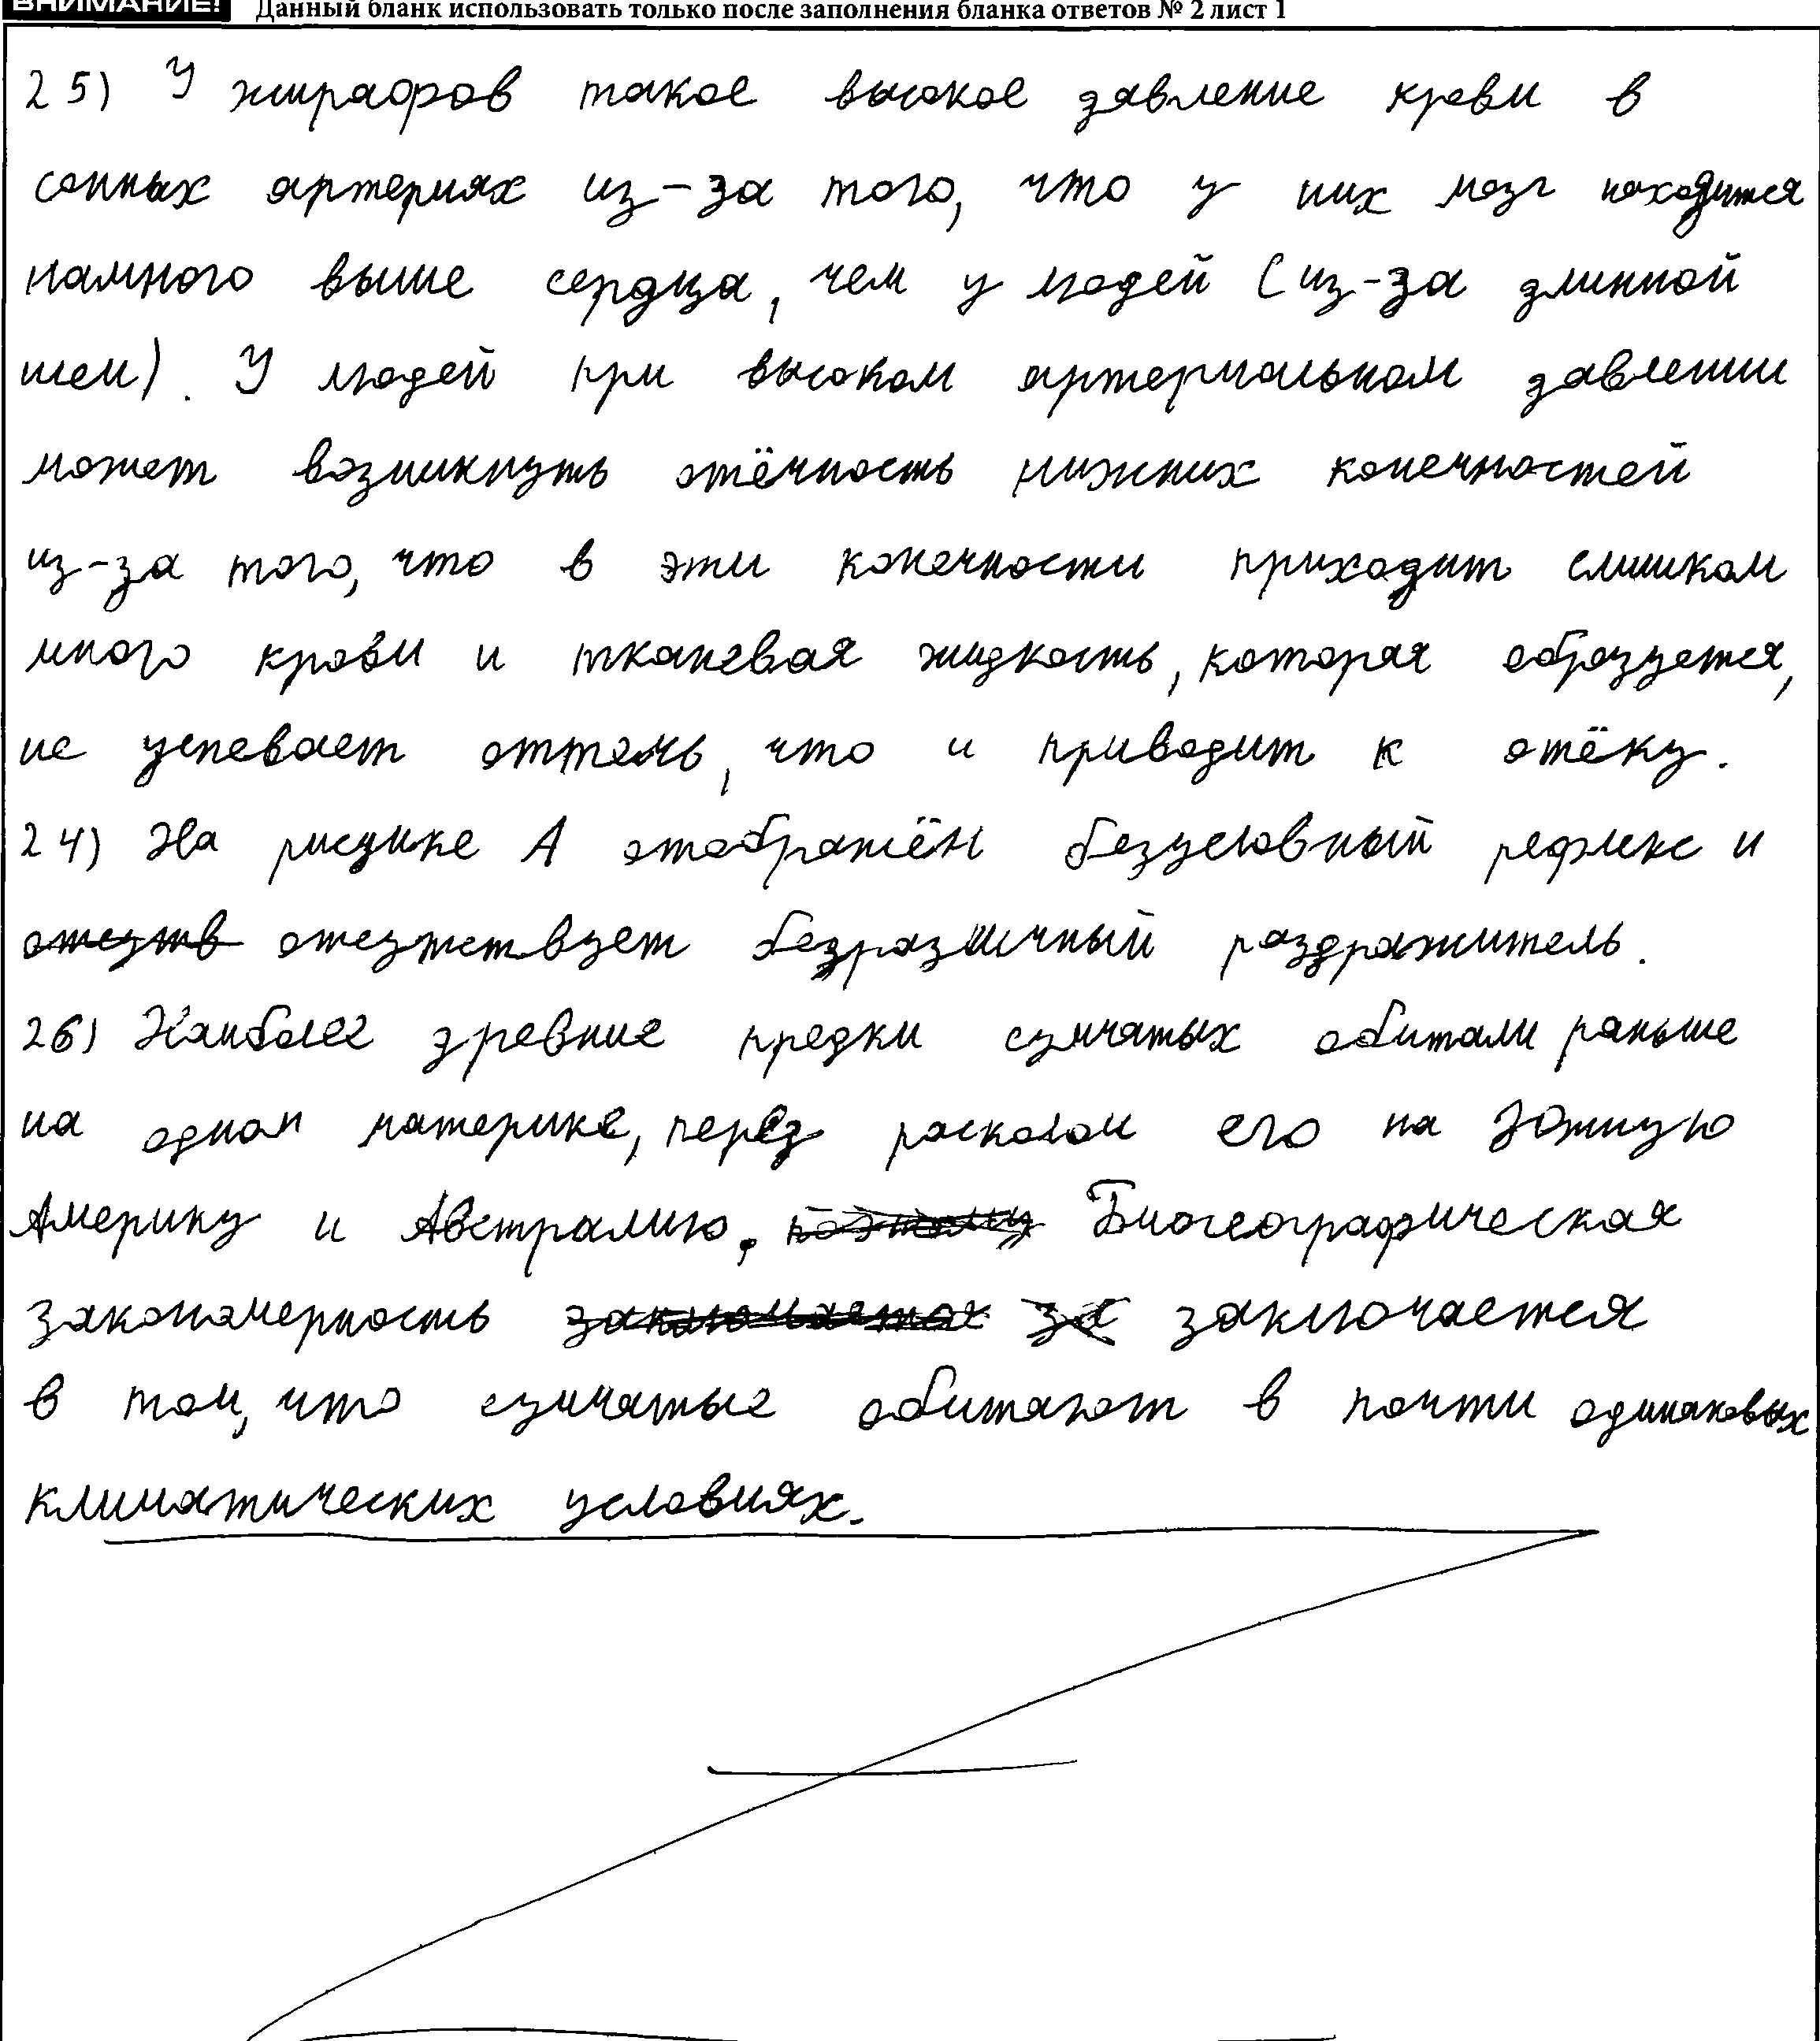 ВНИМАНИЕ! Данный бланк использовать только после заполнения бланка ответов № 2 лист 1
25) У жирафов такое высокое давление крови в
сонных артериях из-за того, что у них мозг находится
намного выше сердца, чем у людей (из-за длинной
шеи). У людей при высоком артериальном давлении
может возникнуть отёчность нижних конечностей
из-за того, что в эти конечности приходит слишком
много крови и тканевая жидкость, которая образуется,
не успевает оттечь, что и приводит к отёку.
24) На рисунке А отображён безусловный рефлекс и
отсутв отсутствует безразличный раздражитель.
26) Наиболее древние предки сумчатых обитали раньше
на одном материке, перед расколом его на Южную
Америку и Австралию. поэтому Биогеографическая
закономерность заключается за заключается
в том, что сумчатые обитают в почти одинаковых
климатических условиях.